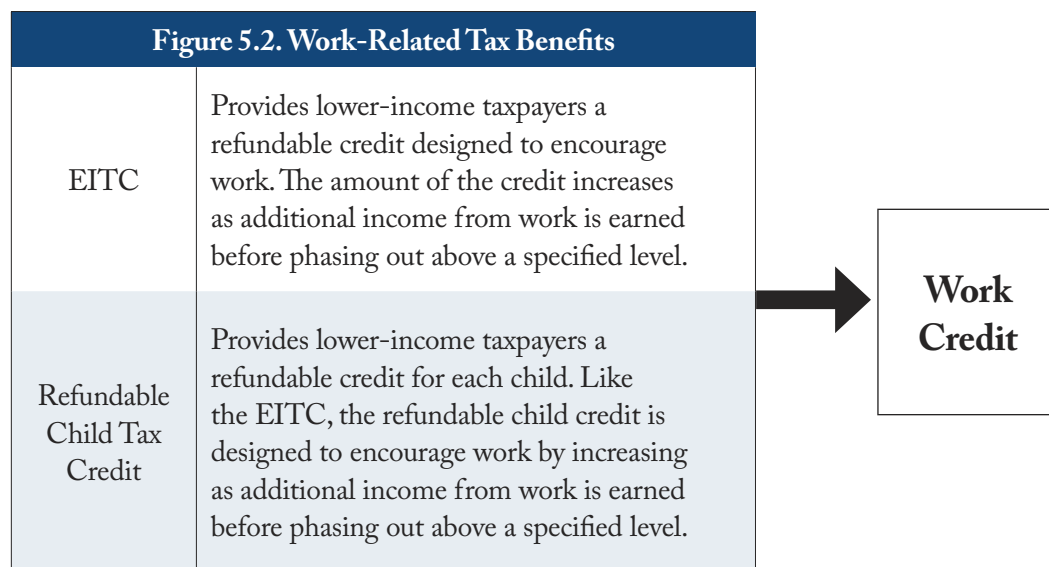 Figure 5.2. Work-Related Tax Benefits
EITC
Provides lower-income taxpayers a
refundable credit designed to encourage
work. The amount of the credit increases
as additional income from work is earned
before phasing out above a specified level.
Refundable
Child Tax
Credit
Provides lower-income taxpayers a
refundable credit for each child. Like
the EITC, the refundable child credit is
designed to encourage work by increasing
as additional income from work is earned
before phasing out above a specified level.
Work
Credit